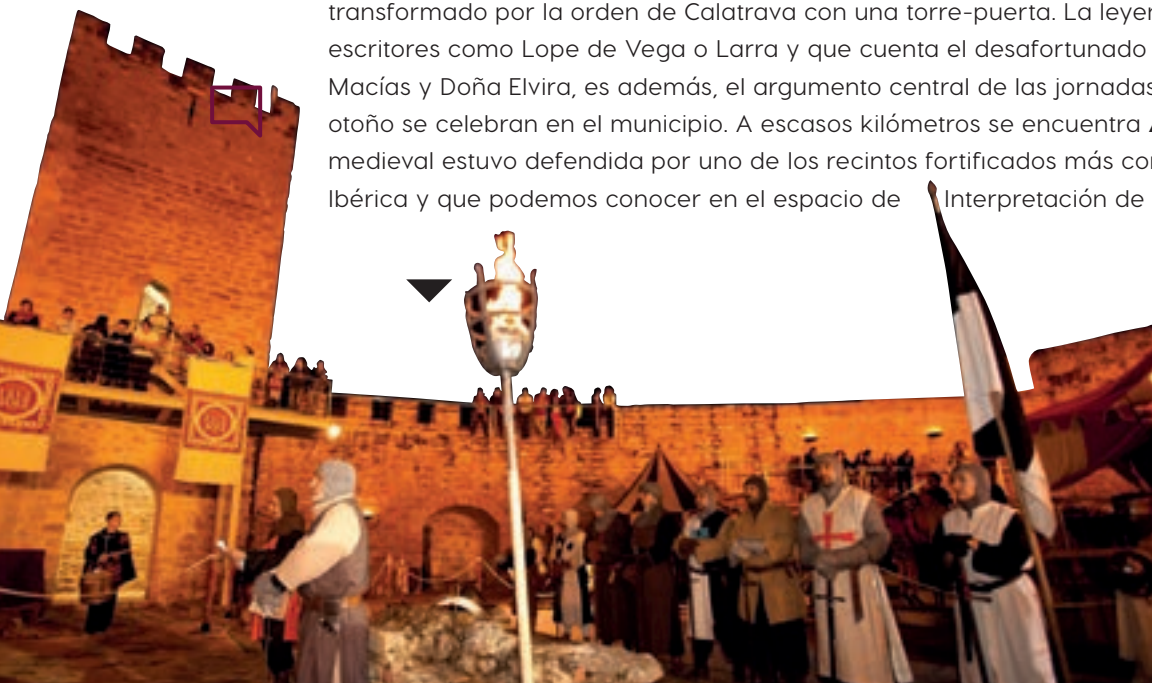 transformado por la orden de Calatrava con una torre-puerta. La
escritores como Lope de Vega o Larra y que cuenta el desafortunado
Macías y Doña Elvira, es además, el argumento central de las jornadas
otoño se celebran en el municipio. A escasos kilómetros se encuentra
medieval estuvo defendida por uno de los recintos fortificados más
Ibérica y que podemos conocer en el espacio de Interpretación de